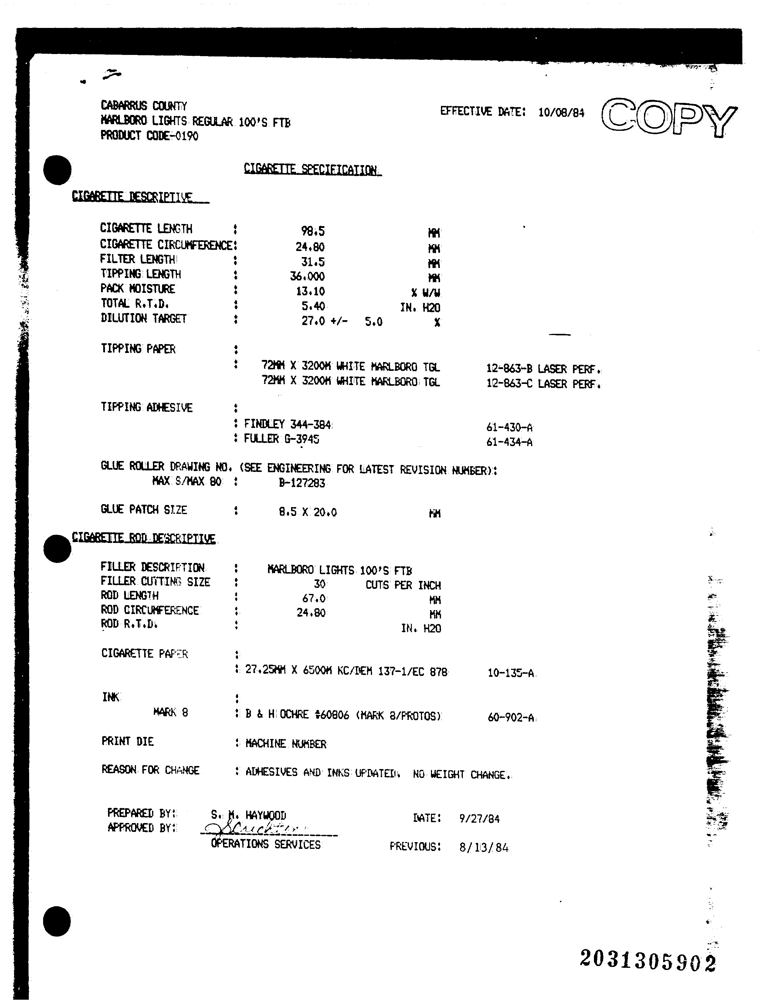 CABARRUS COUNTY
MARLBORO LIGHTS REGULAR 100'S FTB
PRODUCT CODE-0190
EFFECTIVE DATE: 10/08/84
COPY
CIGARETTE SPECIFICATION
CIGARETTE DESCRIPTIVE
CIGARETTE LENGTH : 98.5 MM
CIGARETTE CIRCUMFERENCE: 24.80 MM
FILTER LENGTH : 31.5 MM
TIPPING LENGTH : 36.000 MM
PACK MOISTURE : 13.10 % W/W
TOTAL R.T.D. : 5.40 IN. H2O
DILUTION TARGET : 27.0 +/- 5.0 %
TIPPING PAPER :
: 72MM X 3200M WHITE MARLBORO TGL 12-863-B LASER PERF.
72MM X 3200M WHITE MARLBORO TGL 12-863-C LASER PERF.
TIPPING ADHESIVE :
: FINDLEY 344-384 61-430-A
: FULLER G-3945 61-434-A
GLUE ROLLER DRAWING NO. (SEE ENGINEERING FOR LATEST REVISION NUMBER):
MAX S/MAX 80 : B-127283
GLUE PATCH SIZE : 8.5 X 20.0 MM
CIGARETTE ROD DESCRIPTIVE
FILLER DESCRIPTION : MARLBORO LIGHTS 100'S FTB
FILLER CUTTING SIZE : 30 CUTS PER INCH
ROD LENGTH : 67.0 MM
ROD CIRCUMFERENCE : 24.80 MM
ROD R.T.D. : IN. H2O
CIGARETTE PAPER :
: 27.25MM X 6500M KC/DEM 137-1/EC 878 10-135-A
INK :
MARK 8 : B & H OCHRE #60806 (MARK 8/PROTOS) 60-902-A
PRINT DIE : MACHINE NUMBER
REASON FOR CHANGE : ADHESIVES AND INKS UPDATED. NO WEIGHT CHANGE.
PREPARED BY: S. M. HAYWOOD DATE: 9/27/84
APPROVED BY:
OPERATIONS SERVICES PREVIOUS: 8/13/84
2031305902